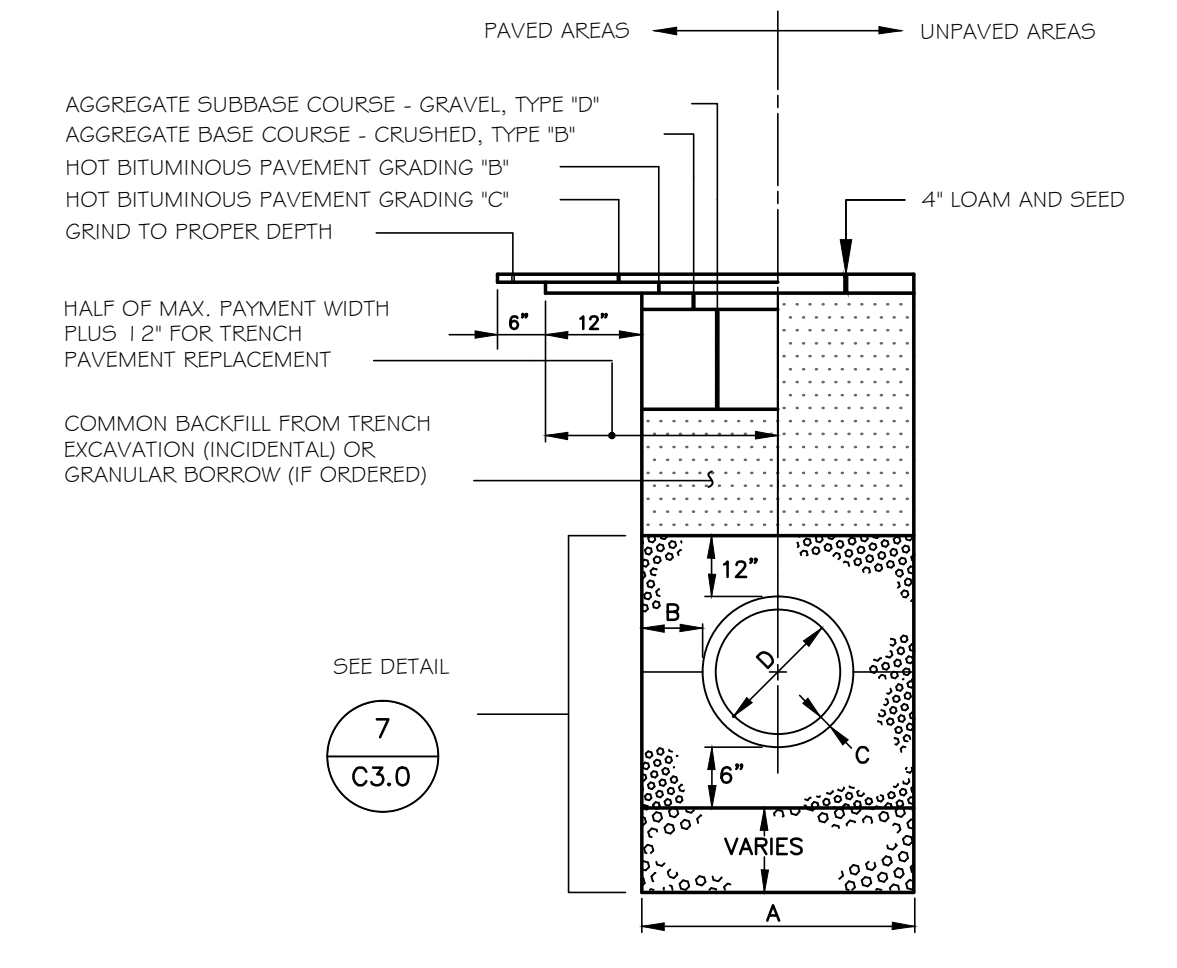 PAVED AREAS
UNPAVED AREAS
AGGREGATE SUBBASE COURSE - GRAVEL, TYPE "D"
AGGREGATE BASE COURSE - CRUSHED, TYPE "B"
HOT BITUMINOUS PAVEMENT GRADING "B"
HOT BITUMINOUS PAVEMENT GRADING "C"
4" LOAM AND SEED
GRIND TO PROPER DEPTH
HALF OF MAX. PAYMENT WIDTH
PLUS 12" FOR TRENCH
PAVEMENT REPLACEMENT
6"
12"
COMMON BACKFILL FROM TRENCH
EXCAVATION (INCIDENTAL) OR
GRANULAR BORROW (IF ORDERED)
12"
B
D
SEE DETAIL
7
C3.0
C
6"
VARIES
A